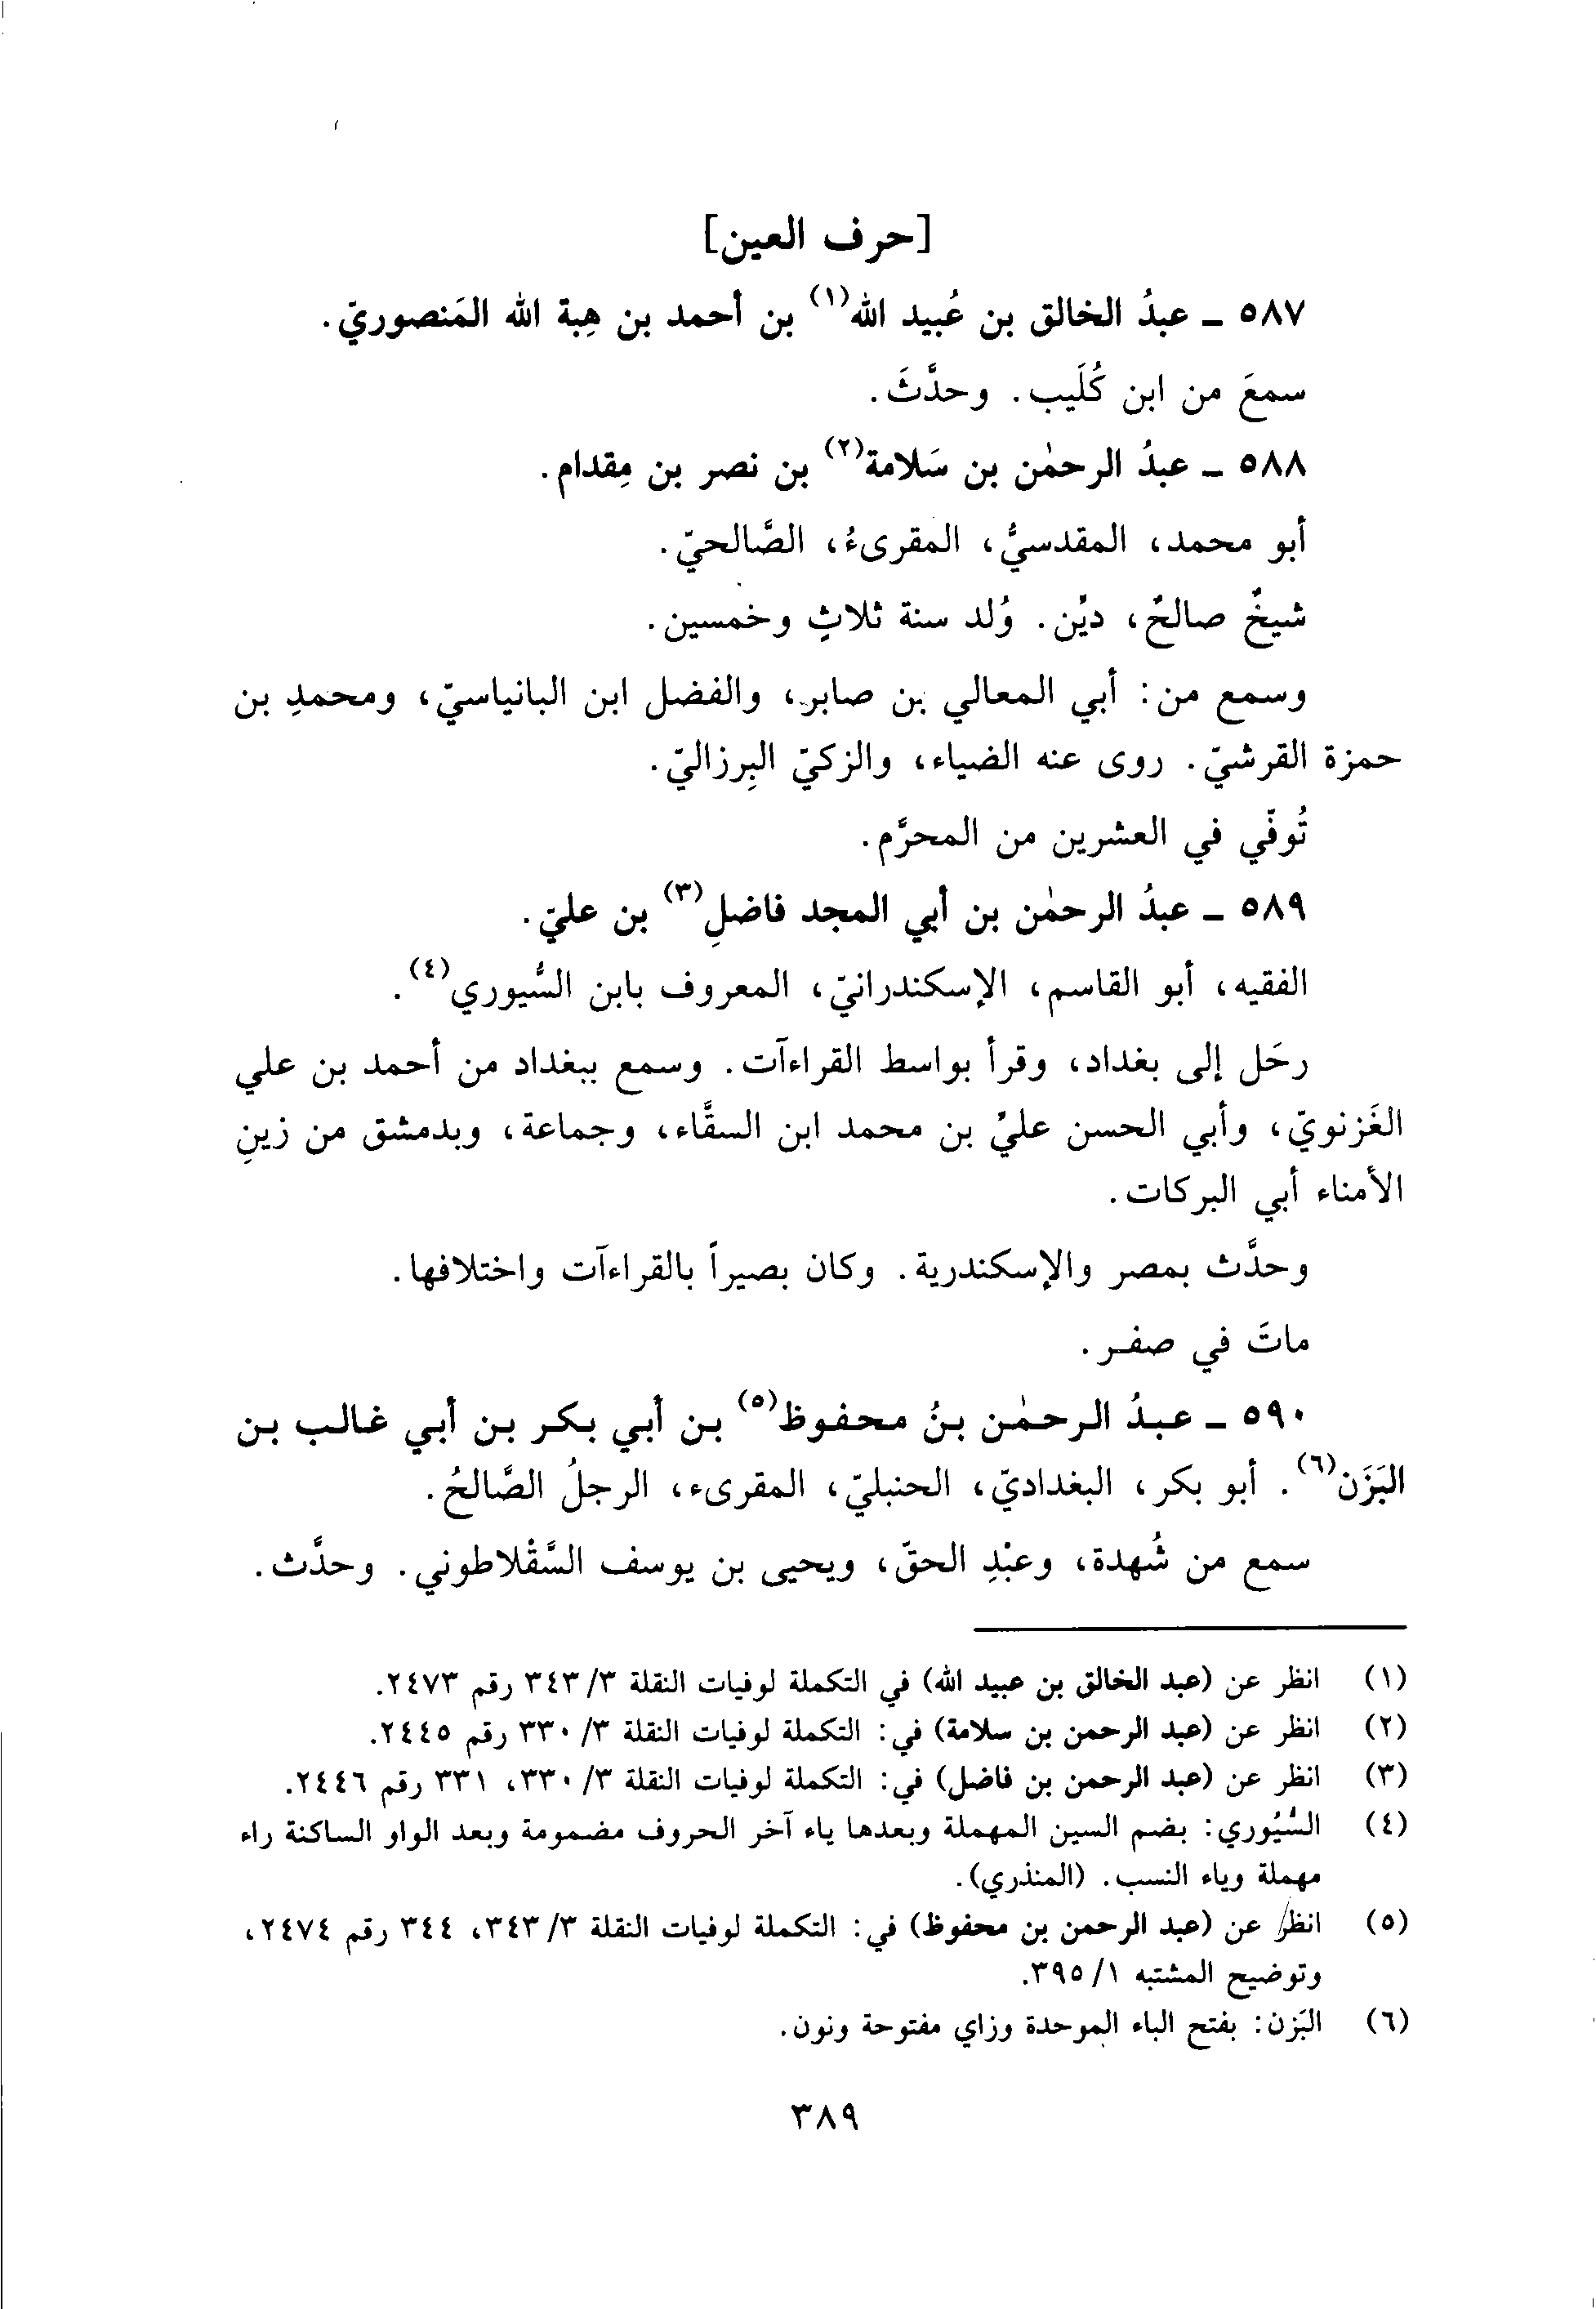 [حرف العين]
٥٨٧ - عبدُ الخالق بن عُبيد الله(١) بن أحمد بن هِبة الله المَنصوريّ.
سمعَ من ابن كُلَيب. وحدَّثَ.
٥٨٨ - عبدُ الرحمٰن بن سَلامة(٢) بن نصر بن مِقدام.
أبو محمد، المقدسيُّ، المقرىءُ، الصَّالحيّ.
شيخٌ صالحٌ، ديِّن. وُلد سنة ثلاثٍ وخمسين.
وسمع من: أبي المعالي بن صابر، والفضل ابن البانياسيّ، ومحمدِ بن
حمزة القرشيّ. روى عنه الضياء، والزكيّ البِرزاليّ.
تُوفّي في العشرين من المحرَّم.
٥٨٩ - عبدُ الرحمٰن بن أبي المجد فاضلِ(٣) بن عليّ.
الفقيه، أبو القاسم، الإسكندرانيّ، المعروف بابن السُّيوري(٤).
رحَل إلى بغداد، وقرأ بواسط القراءآت. وسمع ببغداد من أحمد بن علي
الغَزنويّ، وأبي الحسن عليِّ بن محمد ابن السقَّاء، وجماعة، وبدمشق من زينِ
الأمناء أبي البركات.
وحدَّث بمصر والإسكندرية. وكان بصيراً بالقراءآت واختلافها.
ماتَ في صفر.
٥٩٠ - عبدُ الرحمٰن بنُ محفوظ(٥) بن أبي بكر بن أبي غالب بن
البَزَن(٦). أبو بكر، البغداديّ، الحنبليّ، المقرىء، الرجلُ الصَّالحُ.
سمع من شُهدة، وعبْدِ الحقّ، ويحيى بن يوسف السَّقْلاطوني. وحدَّث.
(١) انظر عن (عبد الخالق بن عبيد الله) في التكملة لوفيات النقلة ٣/ ٣٤٣ رقم ٢٤٧٣.
(٢) انظر عن (عبد الرحمن بن سلامة) في: التكملة لوفيات النقلة ٣/ ٣٣٠ رقم ٢٤٤٥.
(٣) انظر عن (عبد الرحمن بن فاضل) في: التكملة لوفيات النقلة ٣/ ٣٣٠، ٣٣١ رقم ٢٤٤٦.
(٤) السُّيُوري: بضم السين المهملة وبعدها ياء آخر الحروف مضمومة وبعد الواو الساكنة راء
مهملة وياء النسب. (المنذري).
(٥) انظر عن (عبد الرحمن بن محفوظ) في: التكملة لوفيات النقلة ٣/ ٣٤٣، ٣٤٤ رقم ٢٤٧٤،
وتوضيح المشتبه ١/ ٣٩٥.
(٦) البَزن: بفتح الباء الموحدة وزاي مفتوحة ونون.
٣٨٩